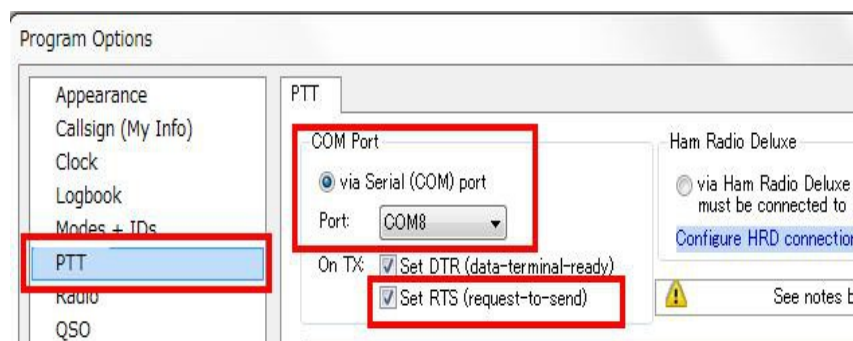 Program Options
Appearance
Callsign (My Info)
Clock
Logbook
Modes + IDs
PTT
Radio
QSO
PTT
COM Port
via Serial (COM) port
Port: COM8
On TX: Set DTR (data-terminal-ready)
Set RTS (request-to-send)
Ham Radio Deluxe
via Ham Radio Deluxe
must be connected to
Configure HRD connection
See notes b